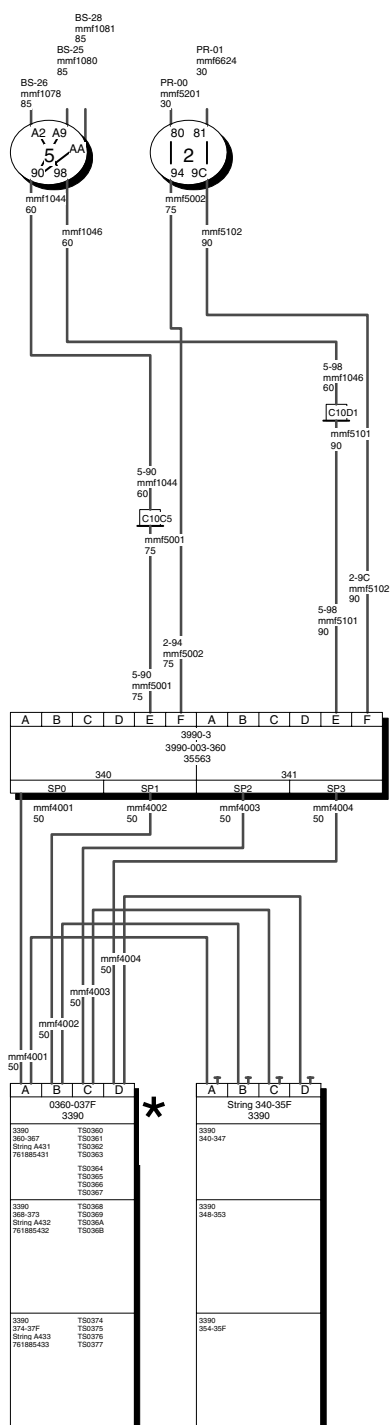 BS-28
mmf1081
85
BS-25
mmf1080
85
BS-26
mmf1078
85
PR-01
mmf6624
30
PR-00
mmf5201
30
A2 A9
5 AA
90 98
80 81
2
94 9C
mmf1044
60
mmf1046
60
mmf5002
75
mmf5102
90
5-98
mmf1046
60
C10D1
mmf5101
90
5-90
mmf1044
60
C10C5
mmf5001
75
2-9C
mmf5102
90
5-98
mmf5101
90
2-94
mmf5002
75
5-90
mmf5001
75
A B C D E F A B C D E F
3990-3
3990-003-360
35563
340 341
SP0 SP1 SP2 SP3
mmf4001
50
mmf4002
50
mmf4003
50
mmf4004
50
mmf4004
50
mmf4003
50
mmf4002
50
mmf4001
50
A B C D
0360-037F
3390
*
3390 TS0360
360-367 TS0361
String A431 TS0362
761885431 TS0363
TS0364
TS0365
TS0366
TS0367
3390 TS0368
368-373 TS0369
String A432 TS036A
761885432 TS036B
3390 TS0374
374-37F TS0375
String A433 TS0376
761885433 TS0377
A B C D
String 340-35F
3390
3390
340-347
3390
348-353
3390
354-35F